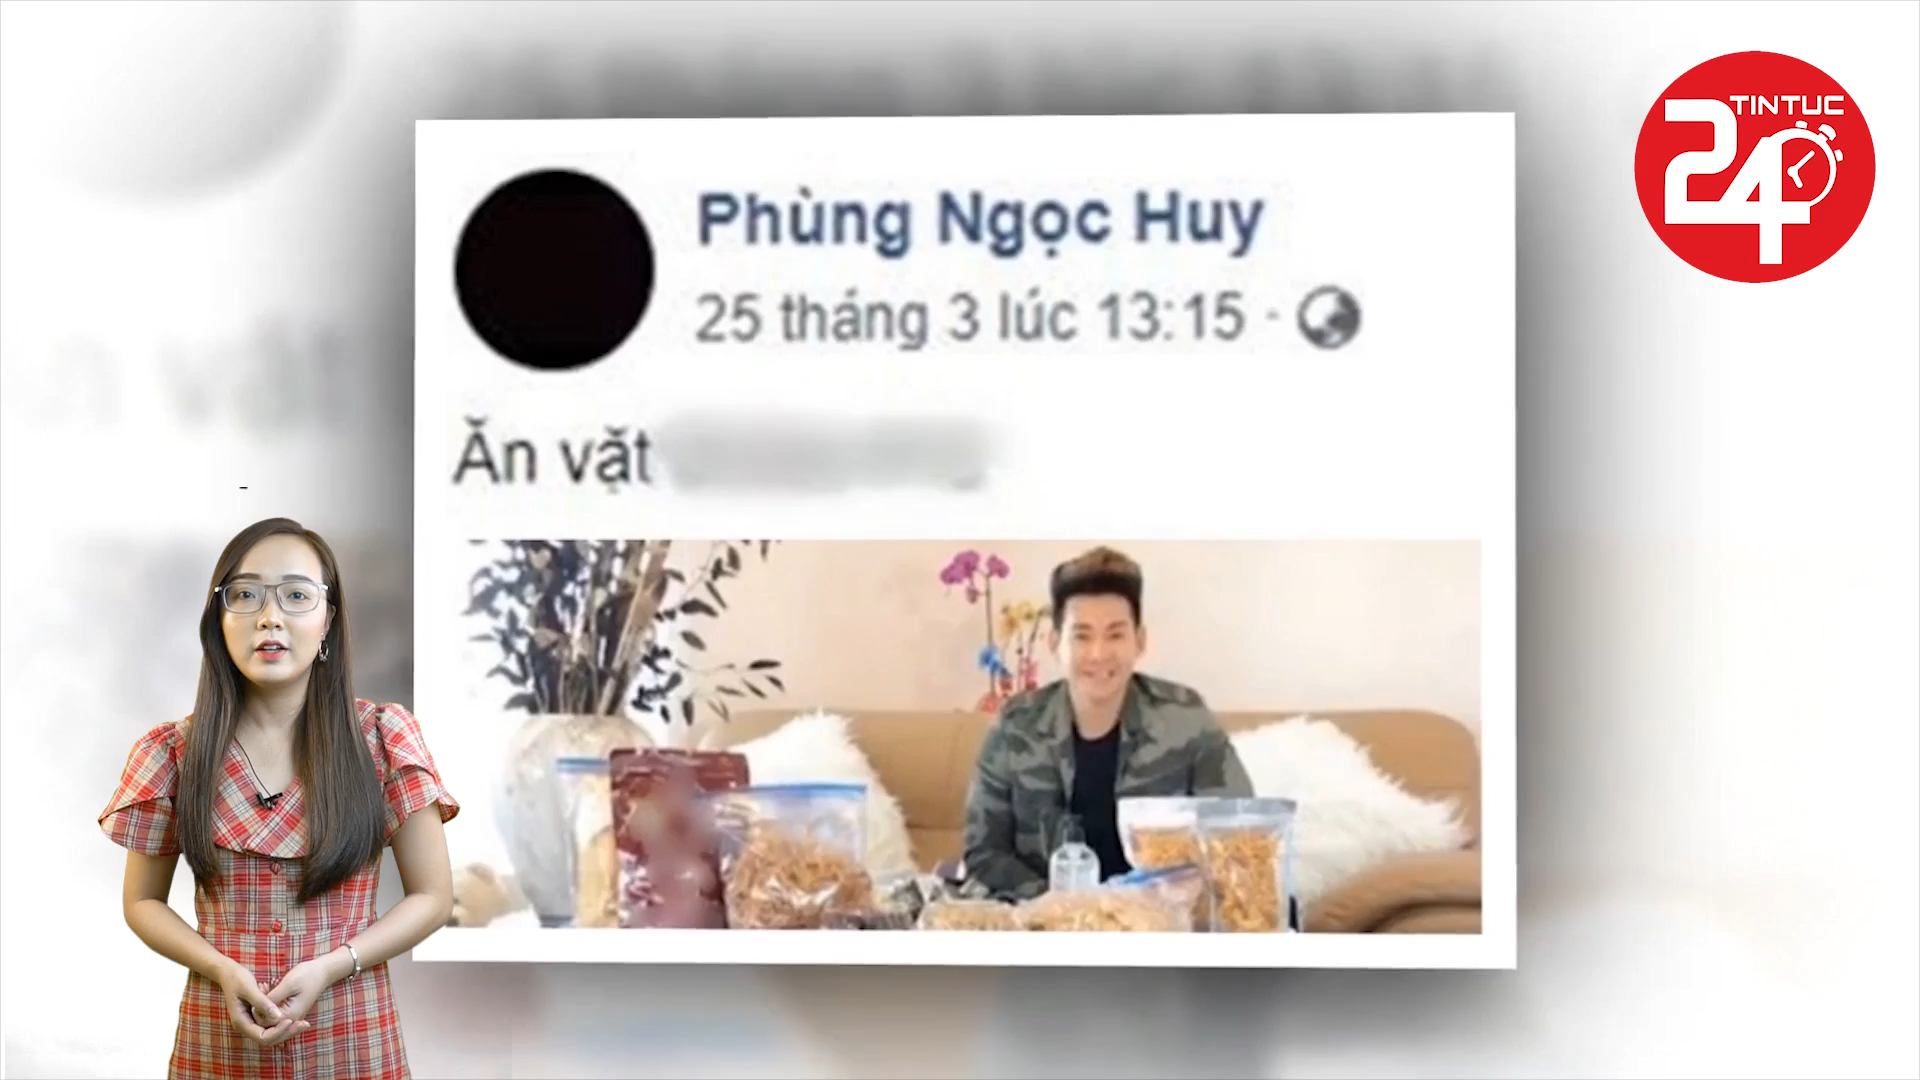 Phùng Ngọc Huy
25 tháng 3 lúc 13:15 ·
Ăn vặt
TINTUC
24